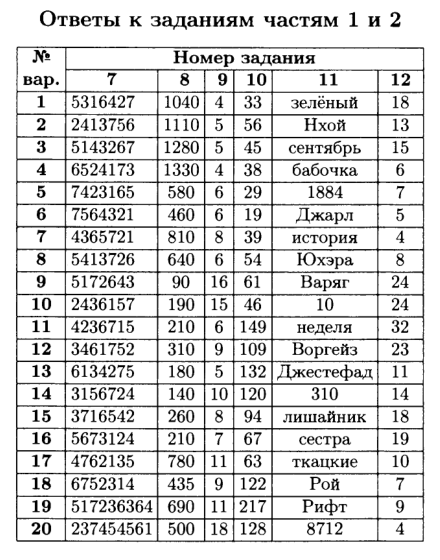 Ответы к заданиям частям 1 и 2
№ Номер задания
вар. 7 8 9 10 11 12
1 5316427 1040 4 33 зелёный 18
2 2413756 1110 5 56 Нхой 13
3 5143267 1280 5 45 сентябрь 15
4 6524173 1330 4 38 бабочка 6
5 7423165 580 6 29 1884 7
6 7564321 460 6 19 Джарл 5
7 4365721 810 8 39 история 4
8 5413726 640 6 54 Юхэра 8
9 5172643 90 16 61 Варяг 24
10 2436157 190 15 46 10 24
11 4236715 210 6 149 неделя 32
12 3461752 310 9 109 Воргейз 23
13 6134275 180 5 132 Джестефад 11
14 3156724 140 10 120 310 14
15 3716542 260 8 94 лишайник 18
16 5673124 210 7 67 сестра 19
17 4762135 780 11 63 ткацкие 10
18 6752314 435 9 122 Рой 7
19 517236364 690 11 217 Рифт 9
20 237454561 500 18 128 8712 4